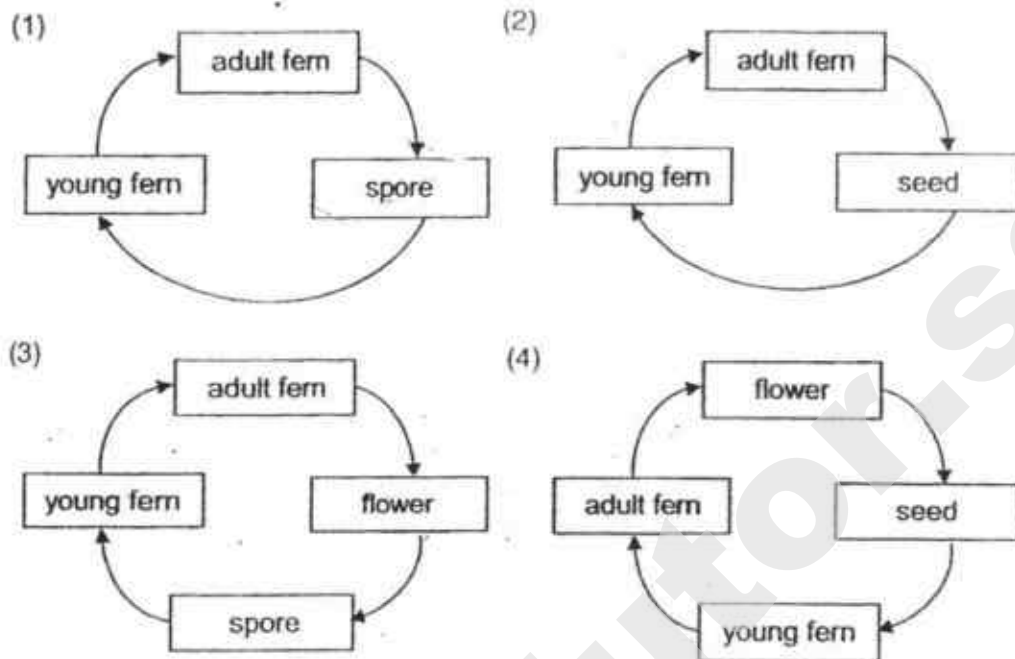 (1)
adult fern
young fern
spore
(2)
adult fern
young fern
seed
(3)
adult fern
young fern
flower
spore
(4)
flower
adult fern
seed
young fern